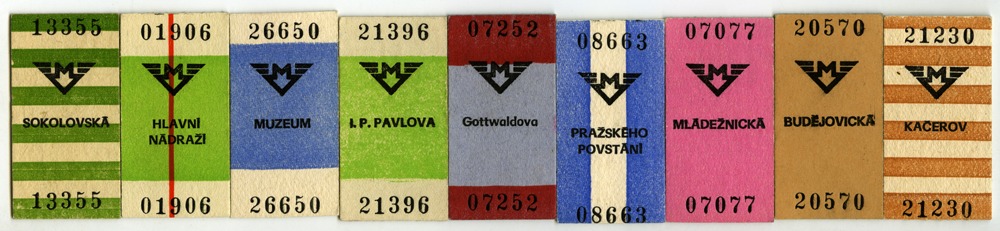 13355
SOKOLOVSKÁ
13355
01906
HLAVNÍ
NÁDRAŽÍ
01906
26650
MUZEUM
26650
21396
I. P. PAVLOVA
21396
07252
Gottwaldova
07252
08663
PRAŽSKÉHO
POVSTÁNÍ
08663
07077
MLÁDEŽNICKÁ
07077
20570
BUDĚJOVICKÁ
20570
21230
KAČEROV
21230